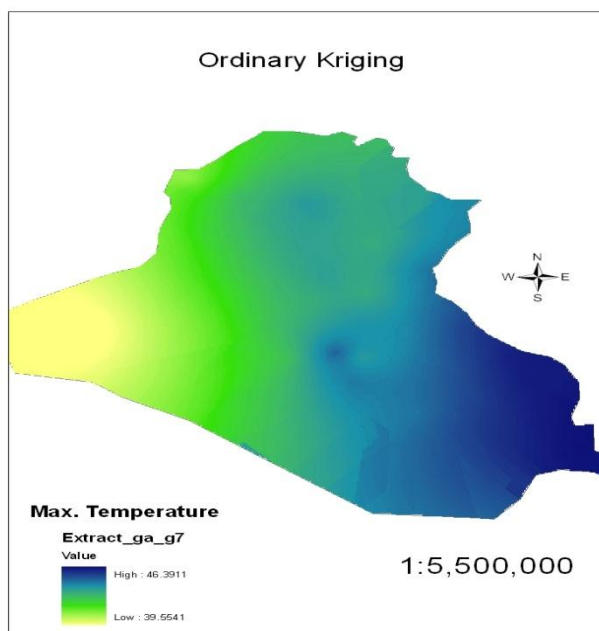 Ordinary Kriging
N
W E
S
Max. Temperature
Extract_ga_g7
Value
High : 46.3911
Low : 39.5541
1:5,500,000